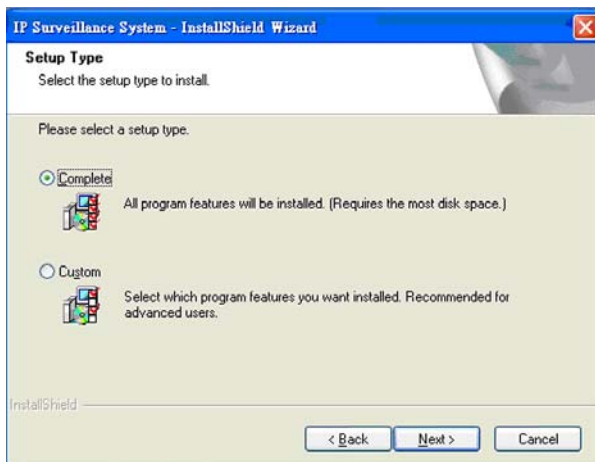 IP Surveillance System - InstallShield Wizard
Setup Type
Select the setup type to install.
Please select a setup type.
Complete
All program features will be installed. (Requires the most disk space.)
Custom
Select which program features you want installed. Recommended for
advanced users.
InstallShield
< Back
Next >
Cancel